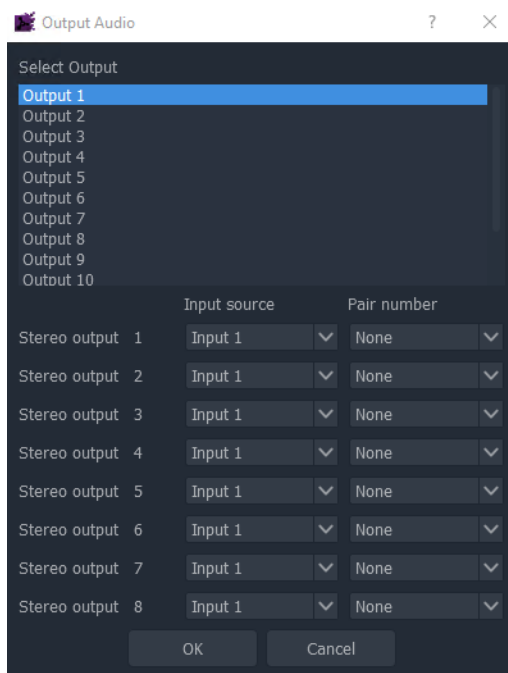 Output Audio ?
Select Output
Output 1
Output 2
Output 3
Output 4
Output 5
Output 6
Output 7
Output 8
Output 9
Output 10
Input source Pair number
Stereo output 1 Input 1 None
Stereo output 2 Input 1 None
Stereo output 3 Input 1 None
Stereo output 4 Input 1 None
Stereo output 5 Input 1 None
Stereo output 6 Input 1 None
Stereo output 7 Input 1 None
Stereo output 8 Input 1 None
OK Cancel